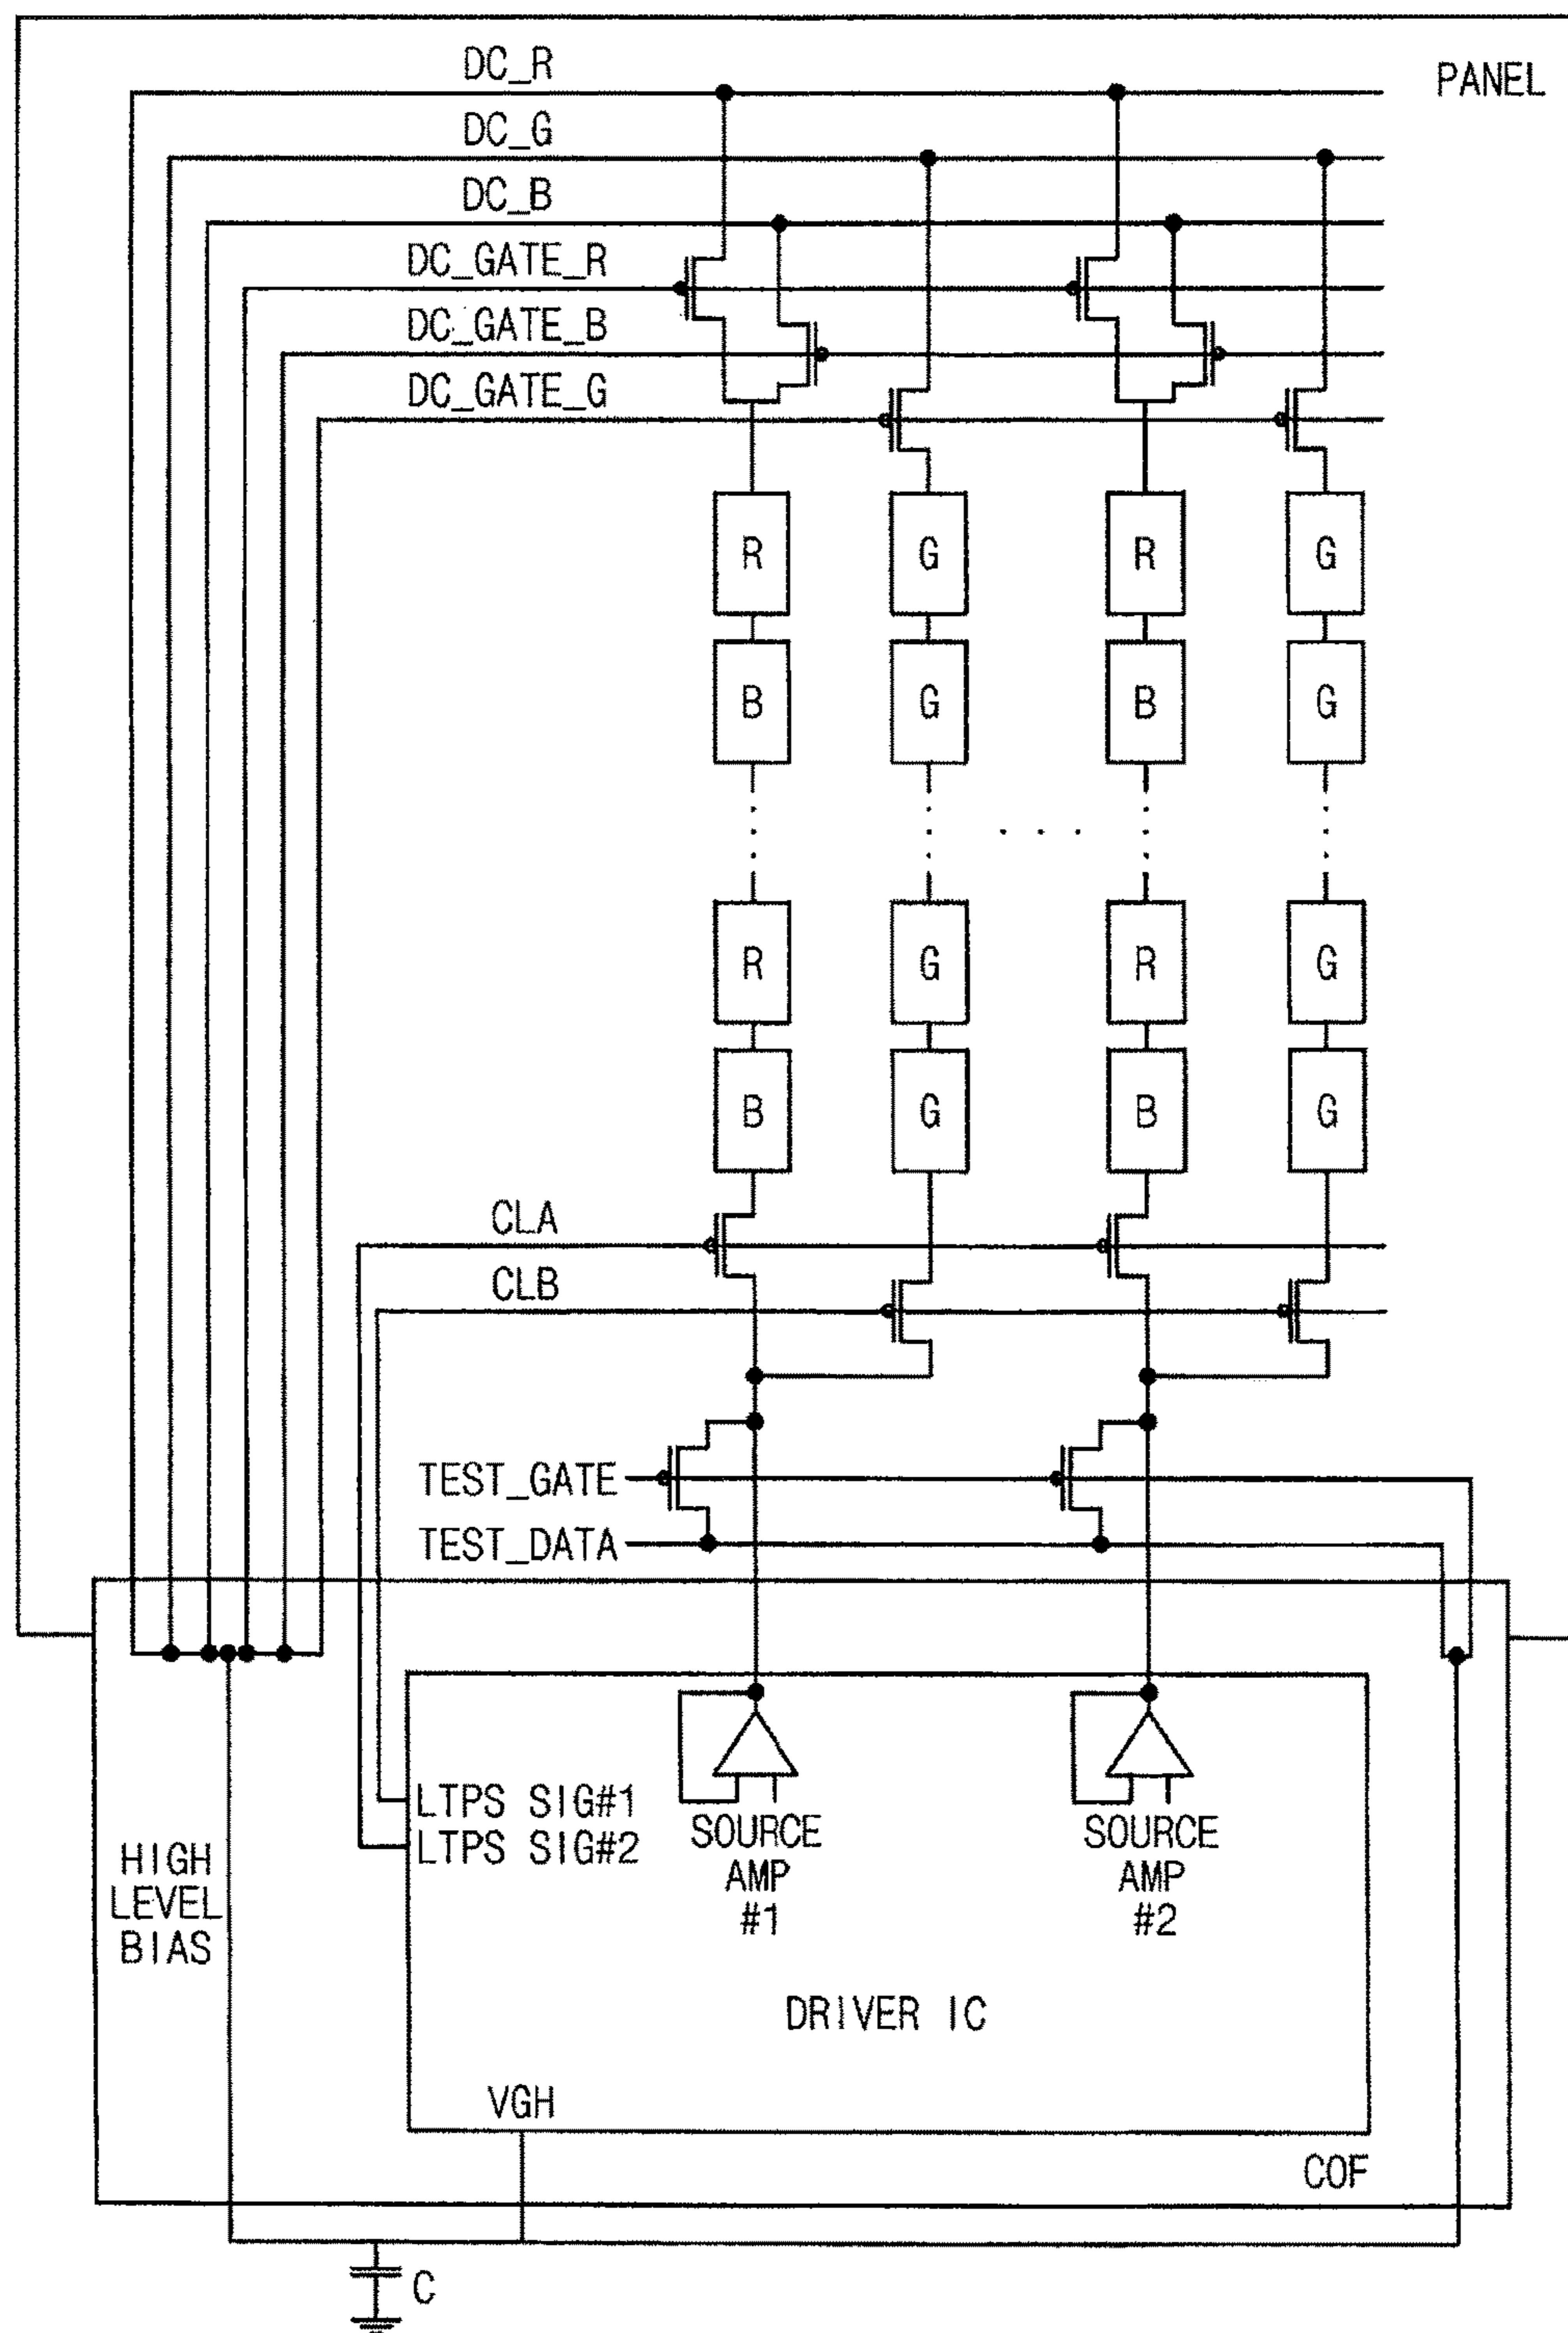 DC_R
PANEL
DC_G
DC_B
DC_GATE_R
DC_GATE_B
DC_GATE_G
R G R G
B G B G
R G R G
B G B G
CLA
CLB
TEST_GATE
TEST_DATA
LTPS SIG#1
LTPS SIG#2
SOURCE
AMP
#1
SOURCE
AMP
#2
HIGH
LEVEL
BIAS
DRIVER IC
VGH
COF
C